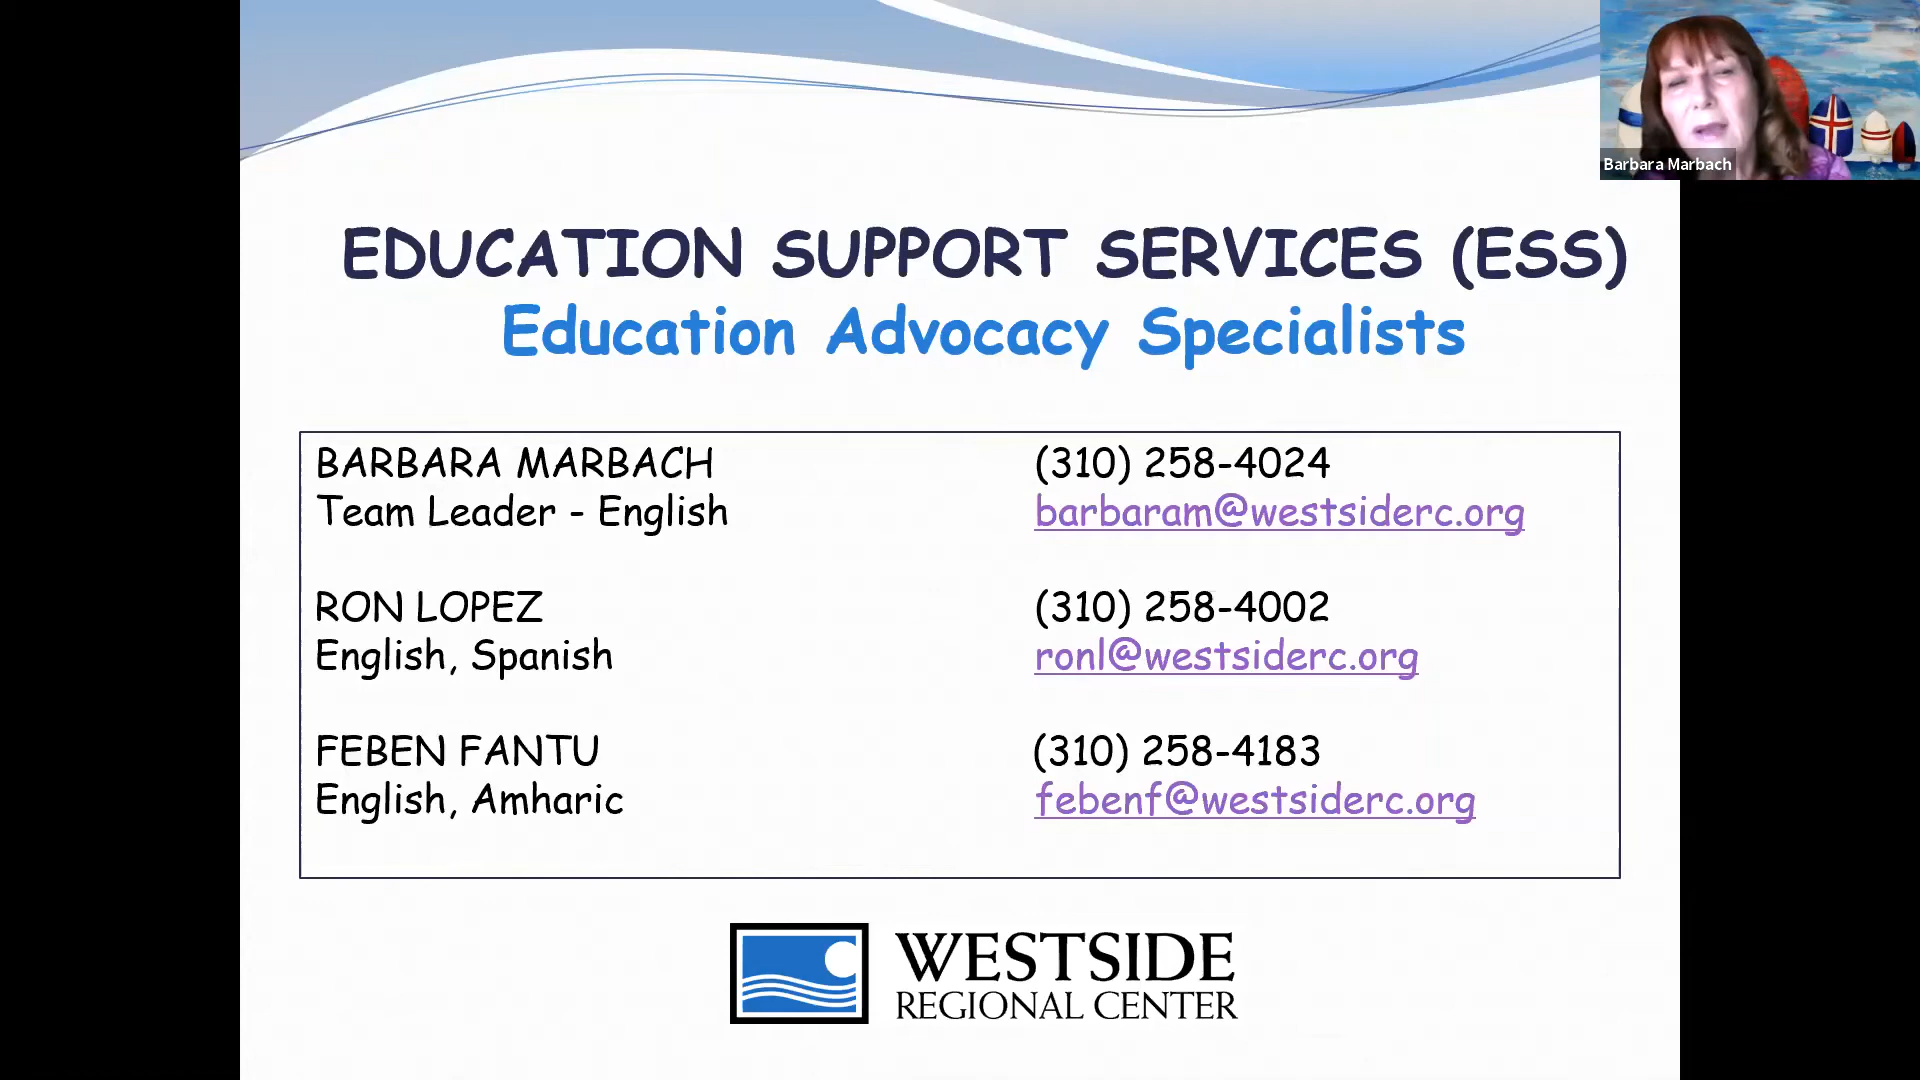 EDUCATION SUPPORT SERVICES (ESS)
Education Advocacy Specialists
Barbara Marbach
BARBARA MARBACH (310) 258-4024
Team Leader - English barbaram@westsiderc.org
RON LOPEZ (310) 258-4002
English, Spanish ronl@westsiderc.org
FEBEN FANTU (310) 258-4183
English, Amharic febenf@westsiderc.org
WESTSIDE
REGIONAL CENTER